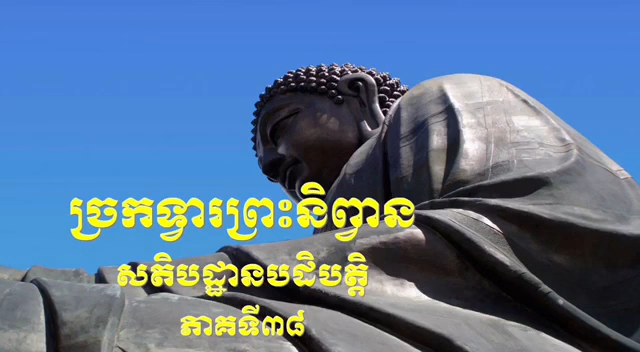 ច្រកទ្វារព្រះនិព្វាន
សតិបដ្ឋានបដិបត្តិ
ភាគទី៣៨